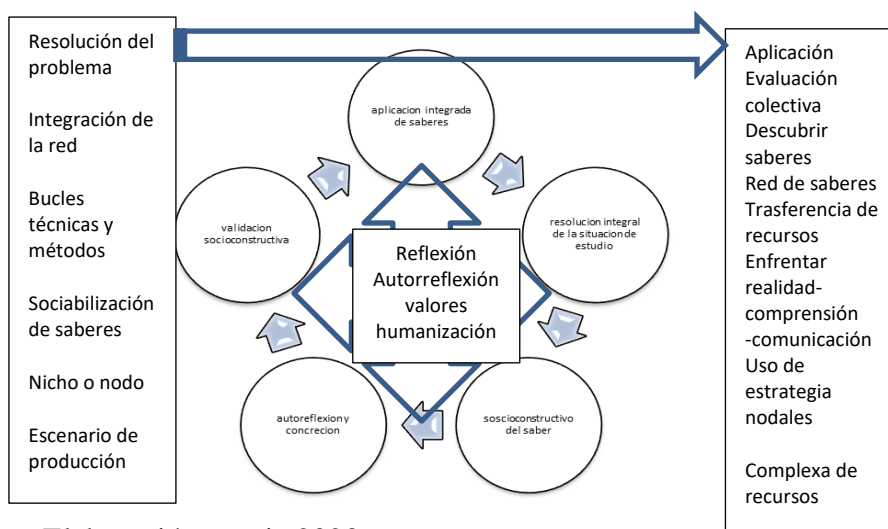 Resolución del
problema
Integración de
la red
Bucles
técnicas y
métodos
Sociabilización
de saberes
Nicho o nodo
Escenario de
producción
aplicacion integrada
de saberes
validacion
socioconstructiva
resolucion integral
de la situacion de
estudio
Reflexión
Autorreflexión
valores
humanización
autoreflexion y
concrecion
soscioconstructivo
del saber
Aplicación
Evaluación
colectiva
Descubrir
saberes
Red de saberes
Trasferencia de
recursos
Enfrentar
realidad-
comprensión
-comunicación
Uso de
estrategia
nodales
Complexa de
recursos